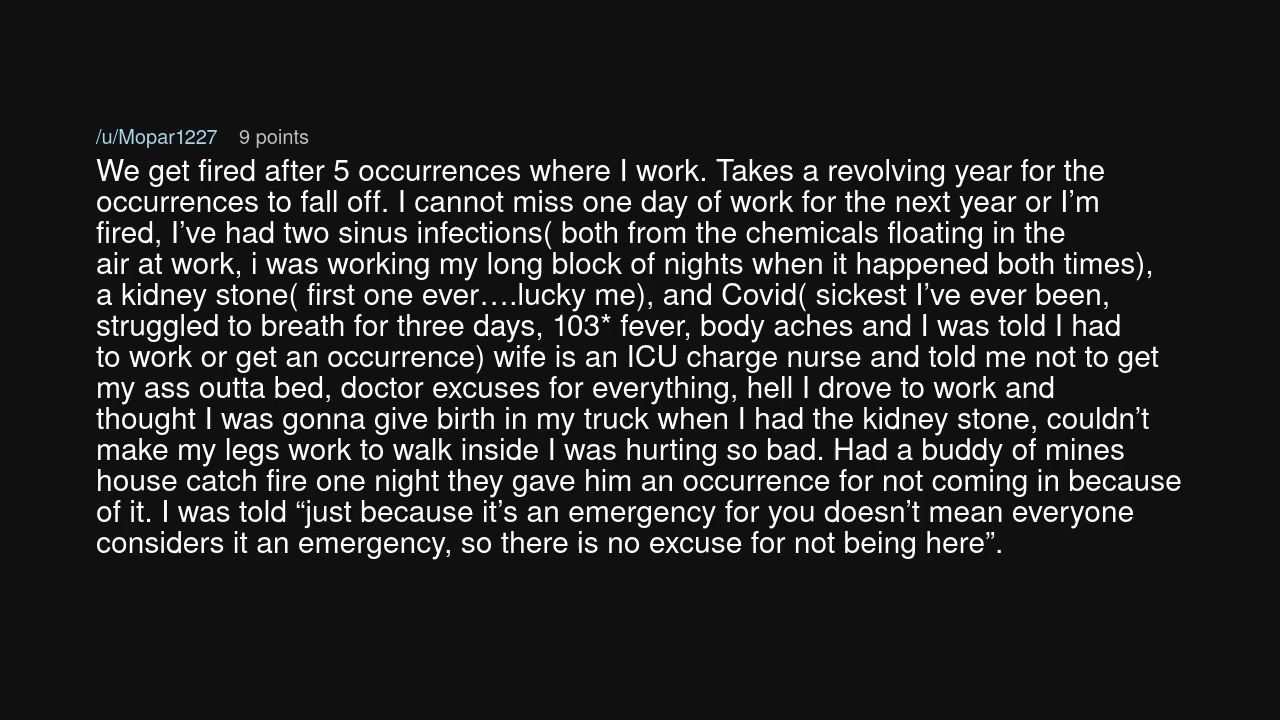 /u/Mopar1227 9 points
We get fired after 5 occurrences where I work. Takes a revolving year for the
occurrences to fall off. I cannot miss one day of work for the next year or I’m
fired, I’ve had two sinus infections( both from the chemicals floating in the
air at work, i was working my long block of nights when it happened both times),
a kidney stone( first one ever….lucky me), and Covid( sickest I’ve ever been,
struggled to breath for three days, 103* fever, body aches and I was told I had
to work or get an occurrence) wife is an ICU charge nurse and told me not to get
my ass outta bed, doctor excuses for everything, hell I drove to work and
thought I was gonna give birth in my truck when I had the kidney stone, couldn’t
make my legs work to walk inside I was hurting so bad. Had a buddy of mines
house catch fire one night they gave him an occurrence for not coming in because
of it. I was told “just because it’s an emergency for you doesn’t mean everyone
considers it an emergency, so there is no excuse for not being here”.